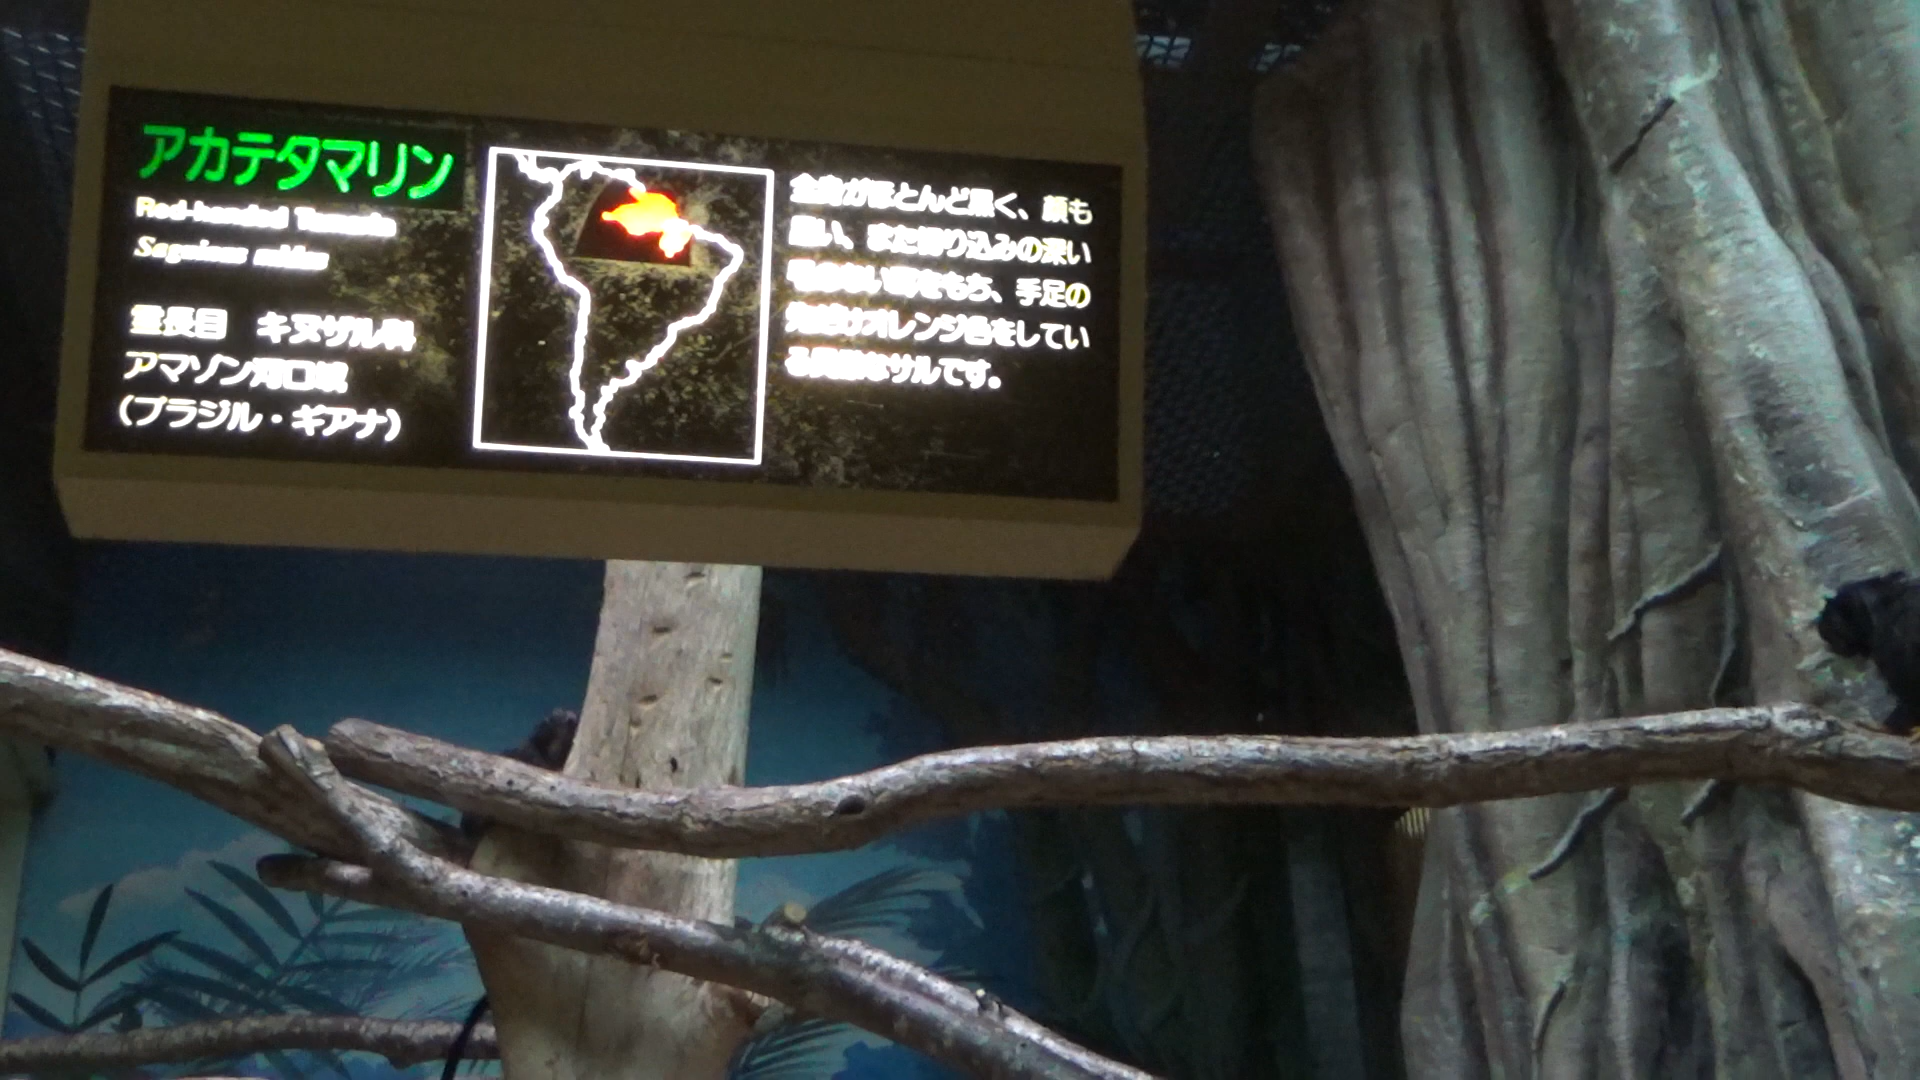 アカテタマリン
Red-handed Tamarin
Saguinus midas
霊長目 キヌザル科
アマゾン河口域
(ブラジル・ギアナ)
全身がほとんど黒く、顔も
黒い、また切り込みの深い
をもち、手足の
オレンジ色をしてい
る なサルです。